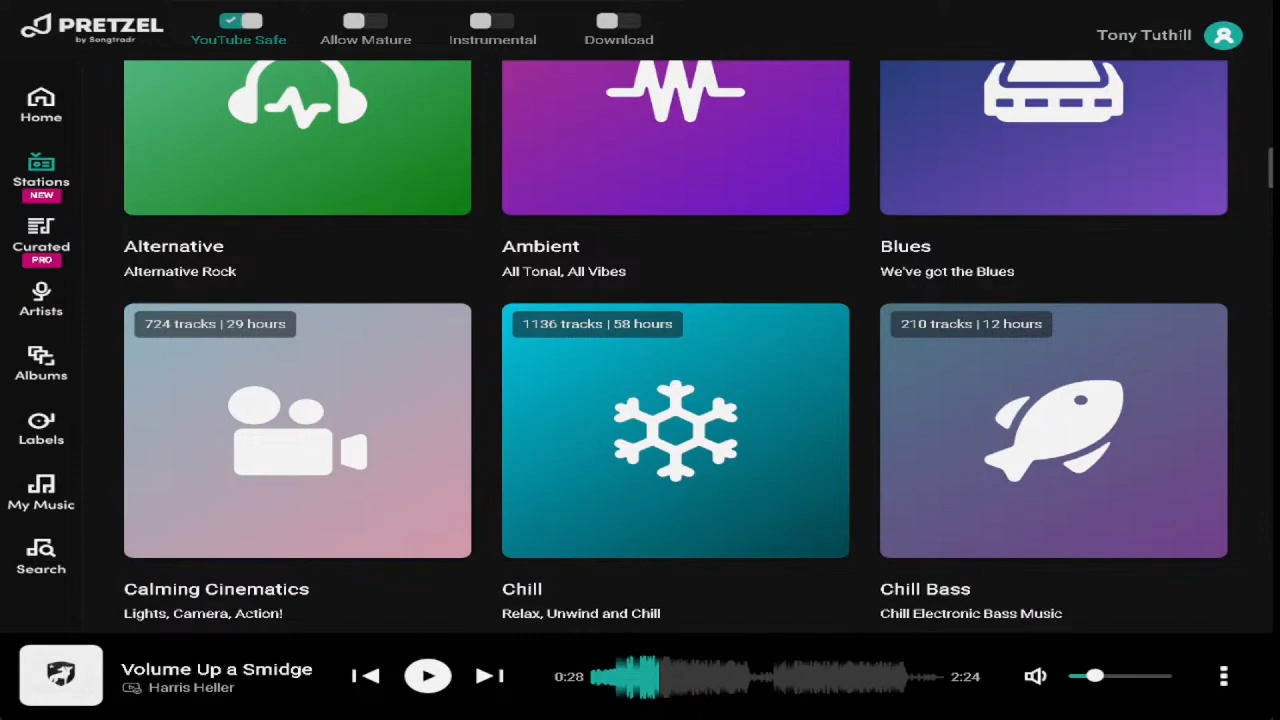 PRETZEL
by Songtradr
YouTube Safe
Allow Mature
Instrumental
Download
Tony Tuthill
Home
Stations
NEW
Curated
PRO
Artists
Albums
Labels
My Music
Search
Alternative
Alternative Rock
Ambient
All Tonal, All Vibes
Blues
We've got the Blues
724 tracks | 29 hours
1136 tracks | 58 hours
210 tracks | 12 hours
Calming Cinematics
Lights, Camera, Action!
Chill
Relax, Unwind and Chill
Chill Bass
Chill Electronic Bass Music
Volume Up a Smidge
Harris Heller
0:28
2:24